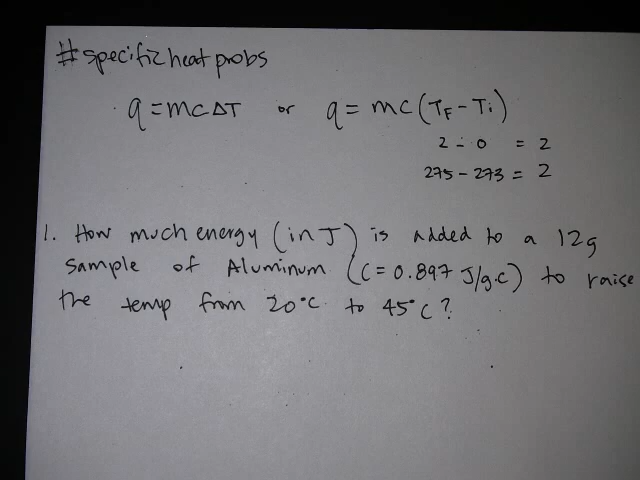 #specific heat probs
q = mcΔT or q = mc(TF - Ti)
2 - 0 = 2
275 - 273 = 2
1. How much energy (in J) is added to a 12g
sample of Aluminum (C = 0.897 J/g·c) to raise
the temp from 20°C to 45°C?